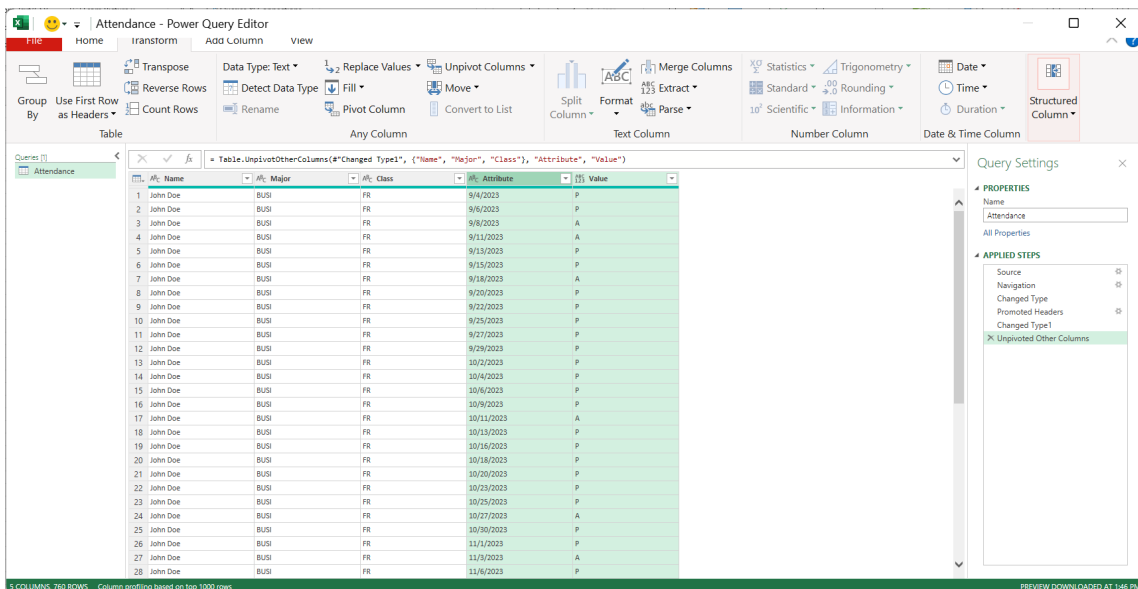 Attendance - Power Query Editor
File Home Transform Add Column View
Group By
Use First Row as Headers
Transpose
Reverse Rows
Count Rows
Table
Data Type: Text
Detect Data Type
Rename
1 2 Replace Values
Fill
Pivot Column
Unpivot Columns
Move
Convert to List
Any Column
Split Column
ABC Format
Merge Columns
ABC 123 Extract
abc Parse
Text Column
XΣ Statistics
Standard
10² Scientific
Trigonometry
.00 Rounding
Information
Number Column
Date
Time
Duration
Date & Time Column
Structured Column
Queries [1]
Attendance
fx = Table.UnpivotOtherColumns(#"Changed Type1", {"Name", "Major", "Class"}, "Attribute", "Value")
Name Major Class Attribute Value
1 John Doe BUSI FR 9/4/2023 P
2 John Doe BUSI FR 9/6/2023 P
3 John Doe BUSI FR 9/8/2023 A
4 John Doe BUSI FR 9/11/2023 A
5 John Doe BUSI FR 9/13/2023 P
6 John Doe BUSI FR 9/15/2023 P
7 John Doe BUSI FR 9/18/2023 A
8 John Doe BUSI FR 9/20/2023 P
9 John Doe BUSI FR 9/22/2023 P
10 John Doe BUSI FR 9/25/2023 P
11 John Doe BUSI FR 9/27/2023 P
12 John Doe BUSI FR 9/29/2023 P
13 John Doe BUSI FR 10/2/2023 P
14 John Doe BUSI FR 10/4/2023 P
15 John Doe BUSI FR 10/6/2023 P
16 John Doe BUSI FR 10/9/2023 P
17 John Doe BUSI FR 10/11/2023 A
18 John Doe BUSI FR 10/13/2023 P
19 John Doe BUSI FR 10/16/2023 P
20 John Doe BUSI FR 10/18/2023 P
21 John Doe BUSI FR 10/20/2023 P
22 John Doe BUSI FR 10/23/2023 P
23 John Doe BUSI FR 10/25/2023 P
24 John Doe BUSI FR 10/27/2023 A
25 John Doe BUSI FR 10/30/2023 P
26 John Doe BUSI FR 11/1/2023 P
27 John Doe BUSI FR 11/3/2023 A
28 John Doe BUSI FR 11/6/2023 P
Query Settings
PROPERTIES
Name
Attendance
All Properties
APPLIED STEPS
Source
Navigation
Changed Type
Promoted Headers
Changed Type1
Unpivoted Other Columns
5 COLUMNS, 760 ROWS Column profiling based on top 1000 rows
PREVIEW DOWNLOADED AT 1:46 PM